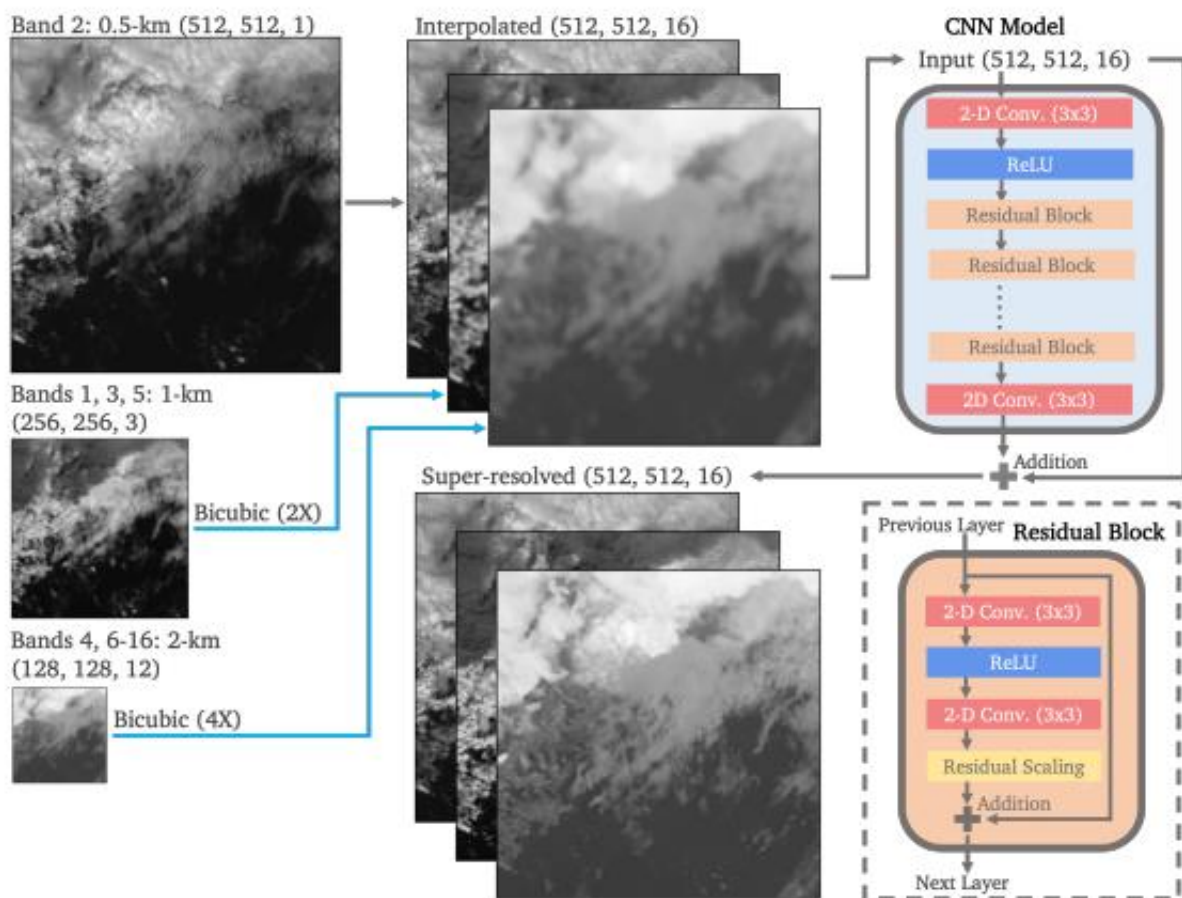 Band 2: 0.5-km (512, 512, 1)
Interpolated (512, 512, 16)
CNN Model
Input (512, 512, 16)
2-D Conv. (3x3)
ReLU
Residual Block
Residual Block
Residual Block
2D Conv. (3x3)
Addition
Bands 1, 3, 5: 1-km
(256, 256, 3)
Bicubic (2X)
Bands 4, 6-16: 2-km
(128, 128, 12)
Bicubic (4X)
Super-resolved (512, 512, 16)
Previous Layer
Residual Block
2-D Conv. (3x3)
ReLU
2-D Conv. (3x3)
Residual Scaling
Addition
Next Layer